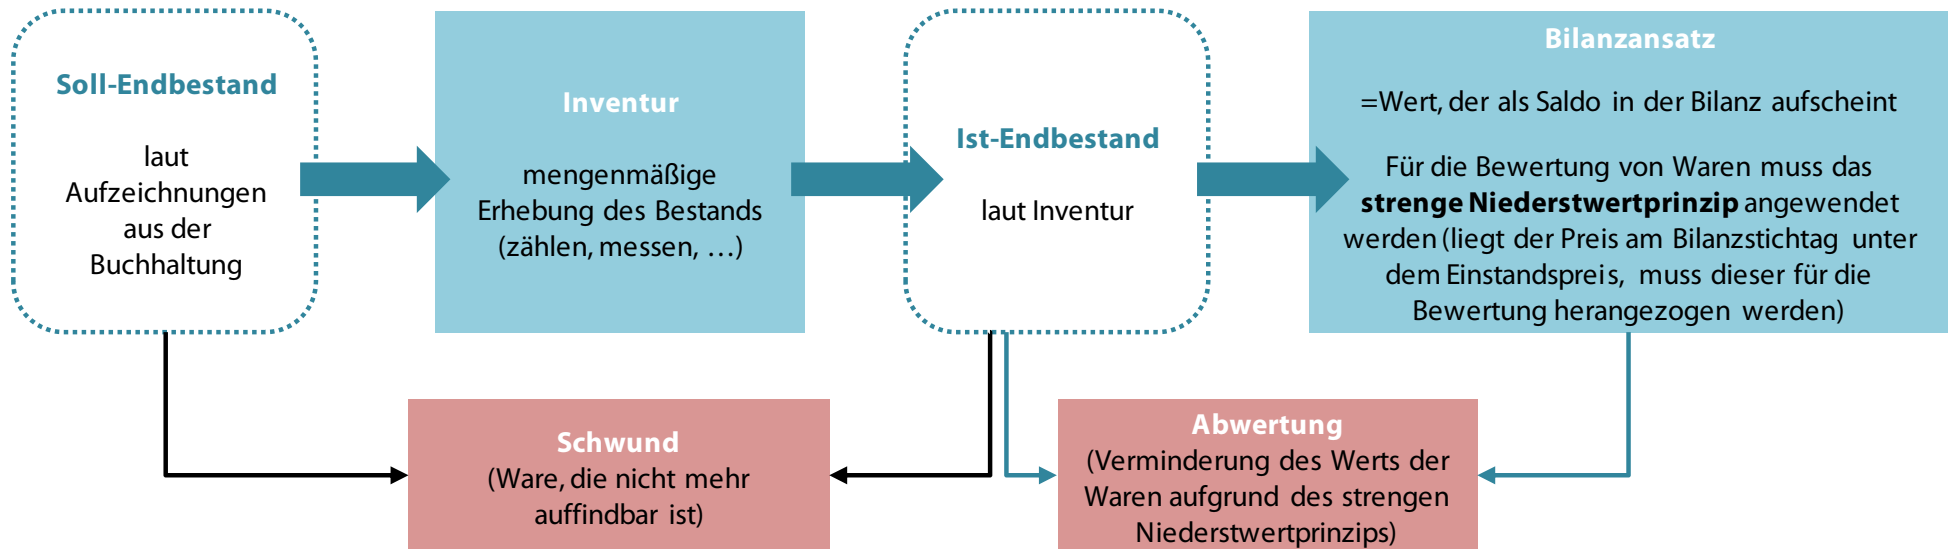 Soll-Endbestand
laut
Aufzeichnungen
aus der
Buchhaltung
Inventur
mengenmäßige
Erhebung des Bestands
(zählen, messen, …)
Ist-Endbestand
laut Inventur
Bilanzansatz
=Wert, der als Saldo in der Bilanz aufscheint
Für die Bewertung von Waren muss das
strenge Niederstwertprinzip angewendet
werden (liegt der Preis am Bilanzstichtag unter
dem Einstandspreis, muss dieser für die
Bewertung herangezogen werden)
Schwund
(Ware, die nicht mehr
auffindbar ist)
Abwertung
(Verminderung des Werts der
Waren aufgrund des strengen
Niederstwertprinzips)